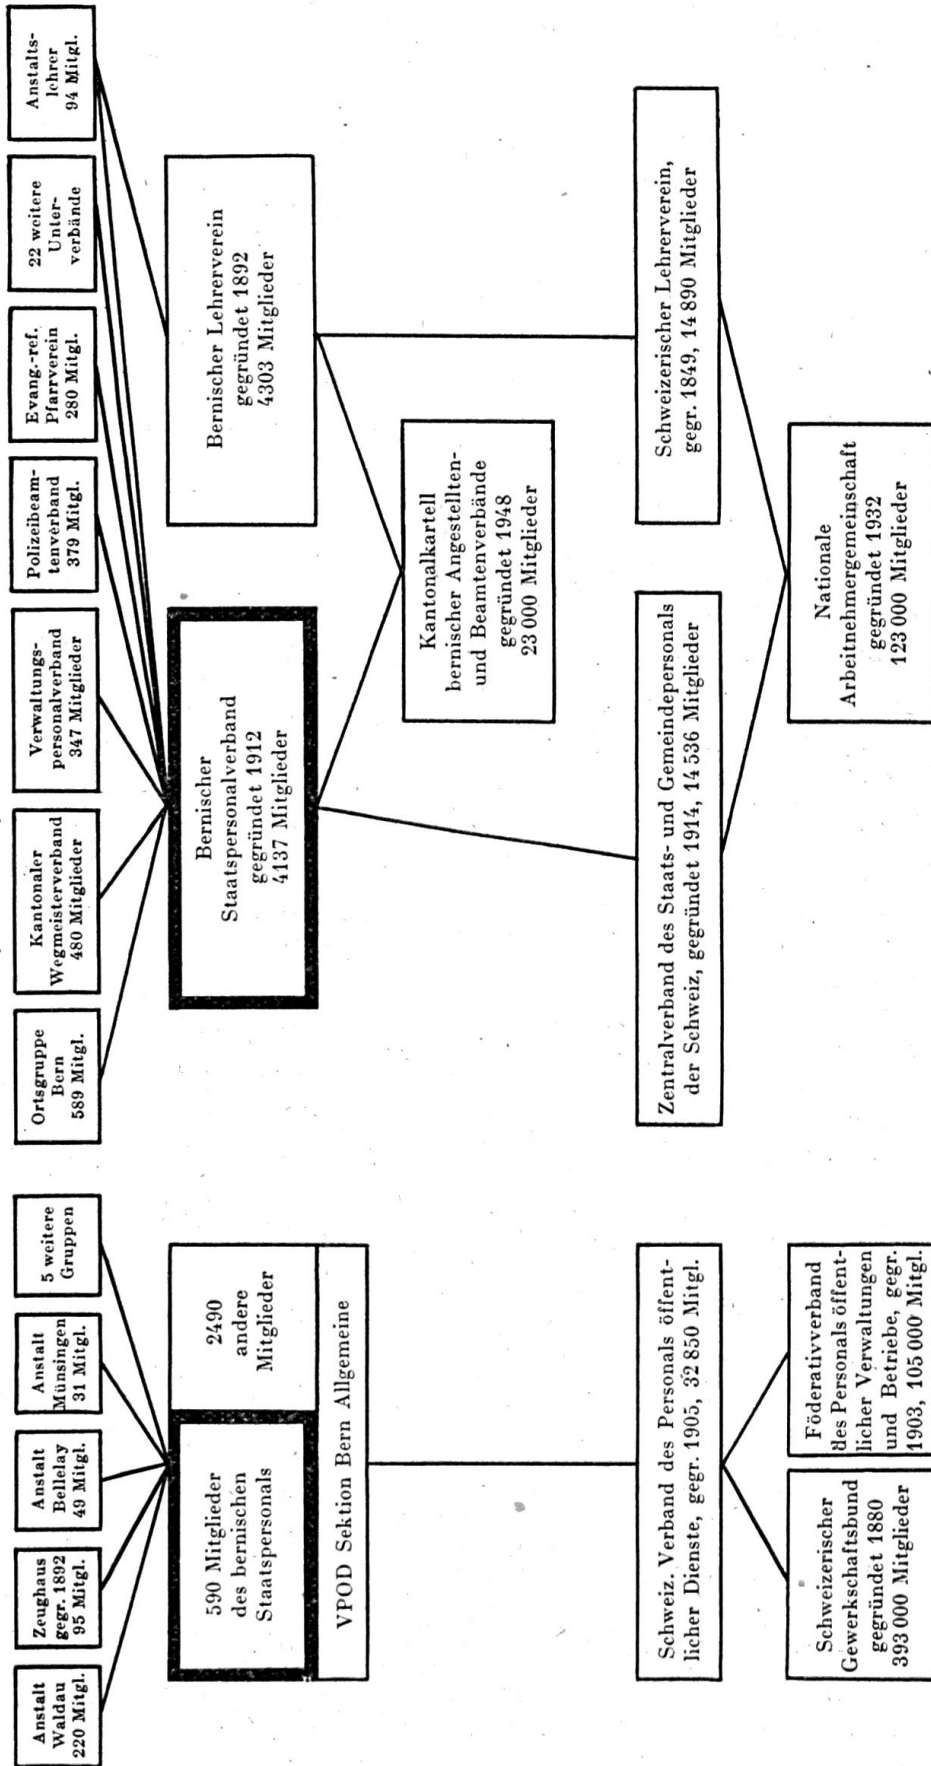 Anstalt
Waldau
220 Mitgl.
Zeughaus
gegr. 1892
95 Mitgl.
Anstalt
Bellelay
49 Mitgl.
Anstalt
Münsingen
31 Mitgl.
5 weitere
Gruppen
Ortsgruppe
Bern
589 Mitgl.
Kantonaler
Wegmeisterverband
480 Mitglieder
Verwaltungs-
personalverband
347 Mitglieder
Polizeibeam-
tenverband
379 Mitgl.
Evang.-ref.
Pfarrverein
280 Mitgl.
22 weitere
Unter-
verbände
Anstalts-
lehrer
94 Mitgl.
590 Mitglieder
des bernischen
Staatspersonals
2490
andere
Mitglieder
VPOD Sektion Bern Allgemeine
Bernischer
Staatspersonalverband
gegründet 1912
4137 Mitglieder
Bernischer Lehrerverein
gegründet 1892
4303 Mitglieder
Kantonalkartell
bernischer Angestellten-
und Beamtenverbände
gegründet 1948
23 000 Mitglieder
Schweiz. Verband des Personals öffent-
licher Dienste, gegr. 1905, 32 850 Mitgl.
Zentralverband des Staats- und Gemeindepersonals
der Schweiz, gegründet 1914, 14 536 Mitglieder
Schweizerischer Lehrerverein,
gegr. 1849, 14 890 Mitglieder
Schweizerischer
Gewerkschaftsbund
gegründet 1880
393 000 Mitglieder
Föderativverband
des Personals öffent-
licher Verwaltungen
und Betriebe, gegr.
1903, 105 000 Mitgl.
Nationale
Arbeitnehmergemeinschaft
gegründet 1932
123 000 Mitglieder